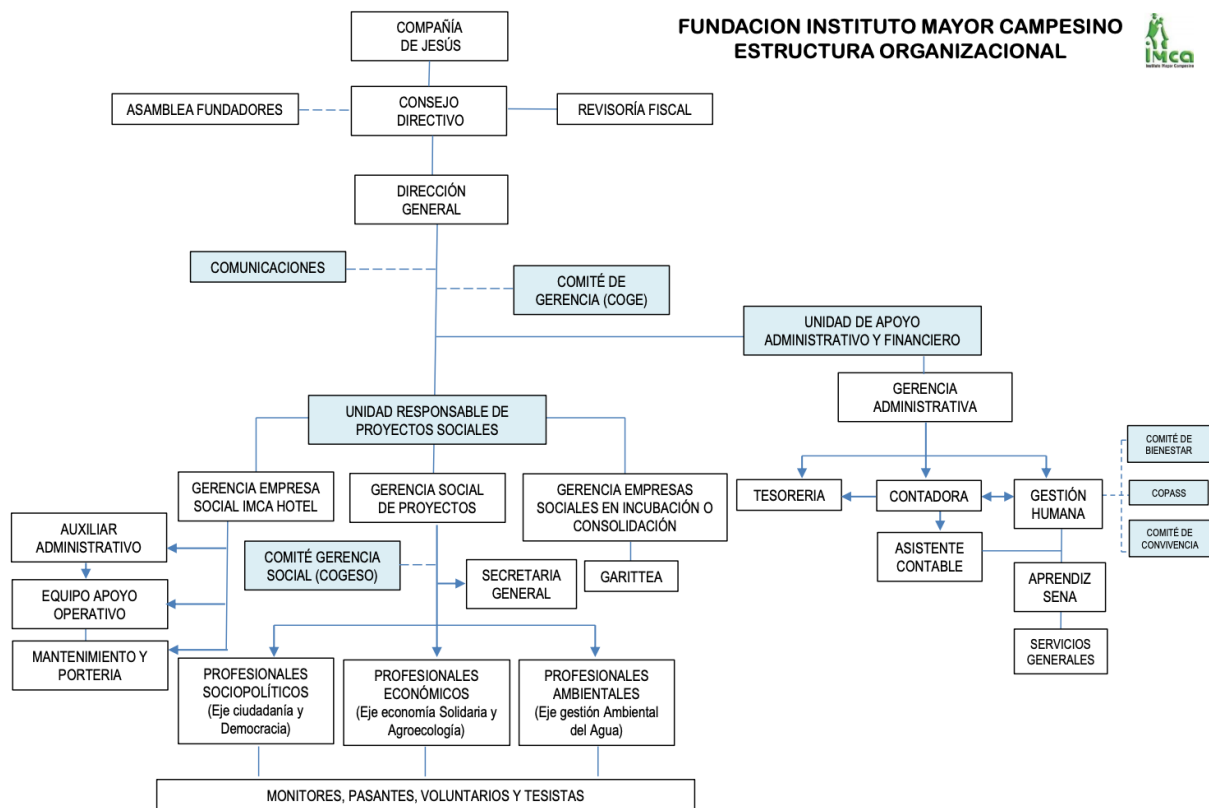 FUNDACION INSTITUTO MAYOR CAMPESINO
ESTRUCTURA ORGANIZACIONAL
imca
Instituto Mayor Campesino
COMPAÑÍA
DE JESÚS
ASAMBLEA FUNDADORES
CONSEJO
DIRECTIVO
REVISORÍA FISCAL
DIRECCIÓN
GENERAL
COMUNICACIONES
COMITÉ DE
GERENCIA (COGE)
UNIDAD DE APOYO
ADMINISTRATIVO Y FINANCIERO
GERENCIA
ADMINISTRATIVA
UNIDAD RESPONSABLE DE
PROYECTOS SOCIALES
COMITÉ DE
BIENESTAR
COPASS
COMITÉ DE
CONVIVENCIA
TESORERIA
CONTADORA
GESTIÓN
HUMANA
ASISTENTE
CONTABLE
APRENDIZ
SENA
SERVICIOS
GENERALES
GERENCIA EMPRESA
SOCIAL IMCA HOTEL
GERENCIA SOCIAL
DE PROYECTOS
GERENCIA EMPRESAS
SOCIALES EN INCUBACIÓN O
CONSOLIDACIÓN
AUXILIAR
ADMINISTRATIVO
EQUIPO APOYO
OPERATIVO
MANTENIMIENTO Y
PORTERIA
COMITÉ GERENCIA
SOCIAL (COGESO)
SECRETARIA
GENERAL
GARITTEA
PROFESIONALES
SOCIOPOLÍTICOS
(Eje ciudadanía y
Democracia)
PROFESIONALES
ECONÓMICOS
(Eje economía Solidaria y
Agroecología)
PROFESIONALES
AMBIENTALES
(Eje gestión Ambiental
del Agua)
MONITORES, PASANTES, VOLUNTARIOS Y TESISTAS